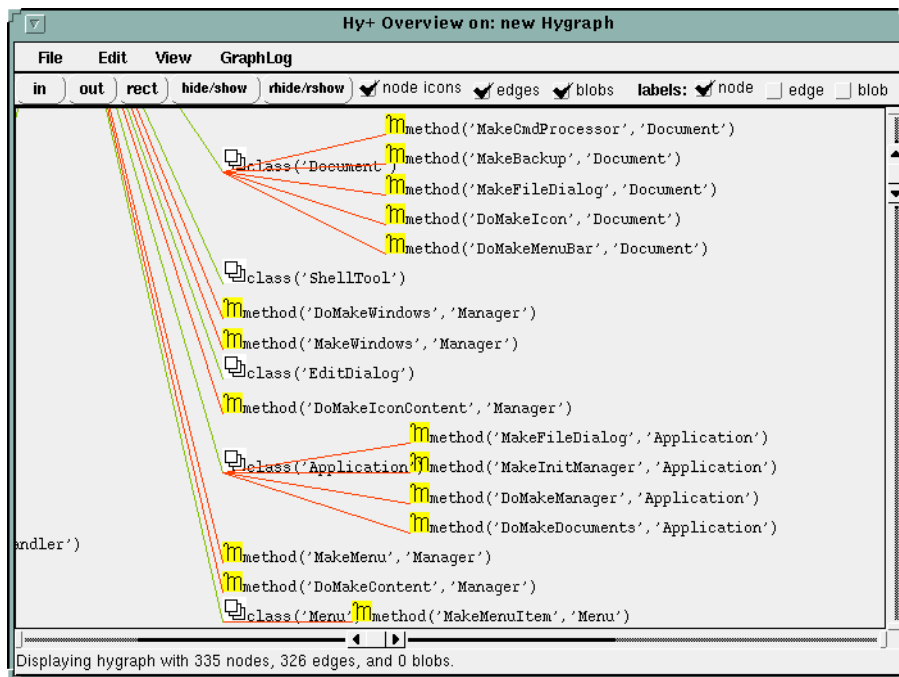 Hy+ Overview on: new Hygraph
File Edit View GraphLog
in out rect hide/show rhide/rshow node icons edges blobs labels: node edge blob
method('MakeCmdProcessor','Document')
class('Document')
method('MakeBackup','Document')
method('MakeFileDialog','Document')
method('DoMakeIcon','Document')
method('DoMakeMenuBar','Document')
class('ShellTool')
method('DoMakeWindows','Manager')
method('MakeWindows','Manager')
class('EditDialog')
method('DoMakeIconContent','Manager')
method('MakeFileDialog','Application')
class('Application')
method('MakeInitManager','Application')
method('DoMakeManager','Application')
method('DoMakeDocuments','Application')
andler')
method('MakeMenu','Manager')
method('DoMakeContent','Manager')
class('Menu' method('MakeMenuItem','Menu')
Displaying hygraph with 335 nodes, 326 edges, and 0 blobs.